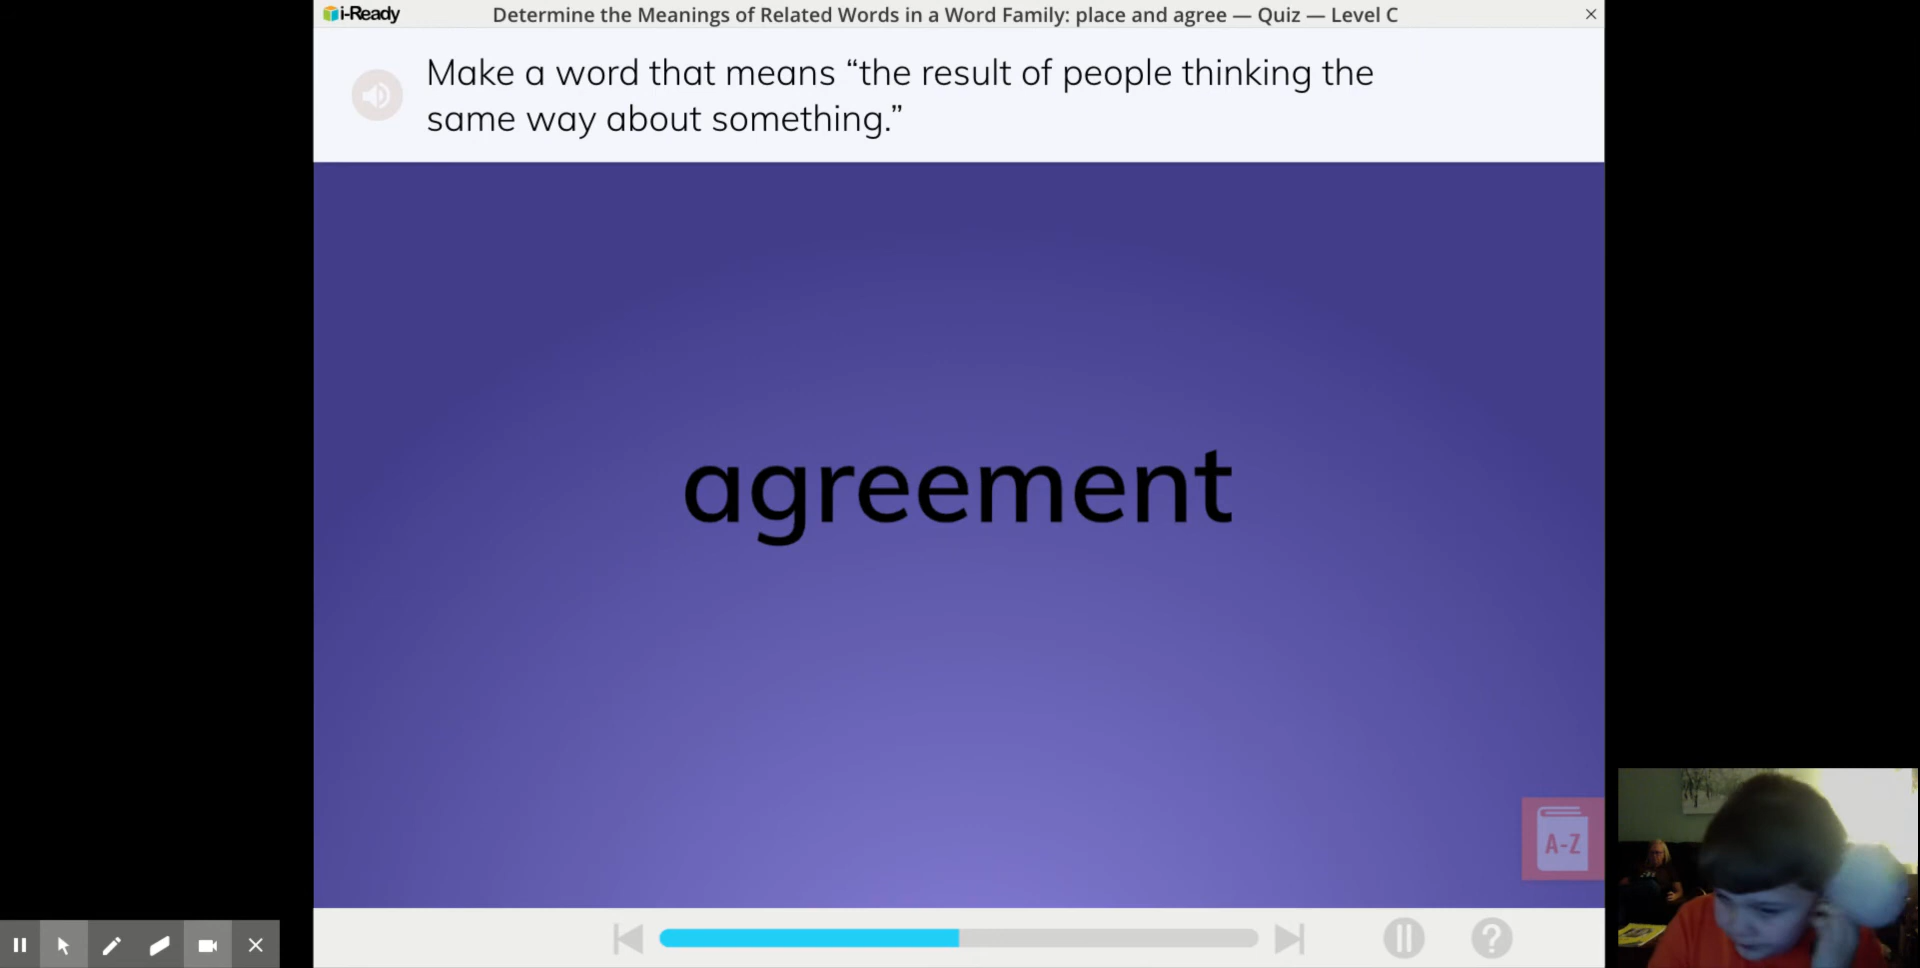 i-Ready
Determine the Meanings of Related Words in a Word Family: place and agree — Quiz — Level C
Make a word that means “the result of people thinking the
same way about something.”
agreement
A-Z
?